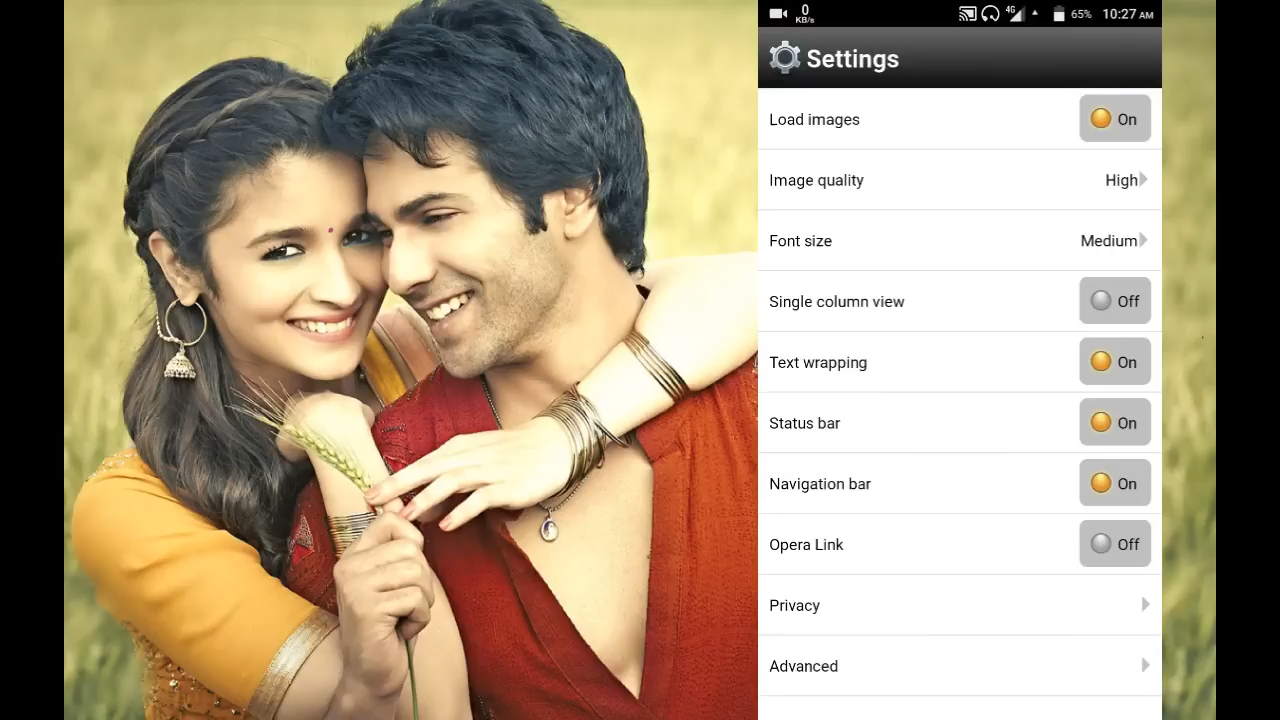 0
KB/s
4G
65%
10:27 AM
Settings
Load images
On
Image quality
High
Font size
Medium
Single column view
Off
Text wrapping
On
Status bar
On
Navigation bar
On
Opera Link
Off
Privacy
Advanced